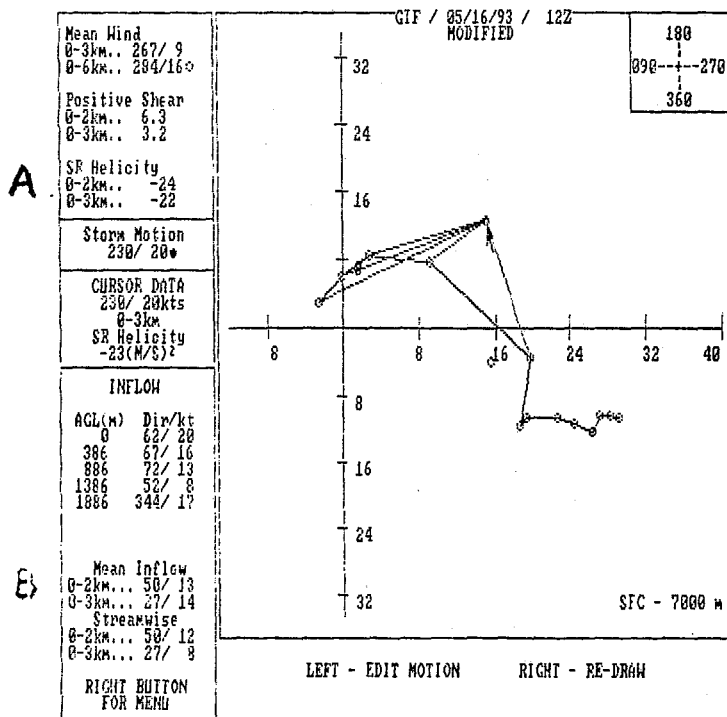 GIF / 05/16/93 / 12Z
MODIFIED
Mean Wind
0-3km.. 267/ 9
0-6km.. 284/16
Positive Shear
0-2km.. 6.3
0-3km.. 3.2
A
SR Helicity
0-2km.. -24
0-3km.. -22
Storm Motion
230/ 20
CURSOR DATA
230/ 20kts
0-3km
SR Helicity
-23(M/S)²
INFLOW
AGL(m) Dir/kt
0 62/ 20
386 67/ 16
886 72/ 13
1386 52/ 8
1886 344/ 17
B
Mean Inflow
0-2km... 50/ 13
0-3km... 27/ 14
Streamwise
0-2km... 50/ 12
0-3km... 27/ 8
RIGHT BUTTON
FOR MENU
180
090 270
360
32
24
16
8 8 16 24 32 40
8
16
24
32
SFC - 7000 m
LEFT - EDIT MOTION RIGHT - RE-DRAW